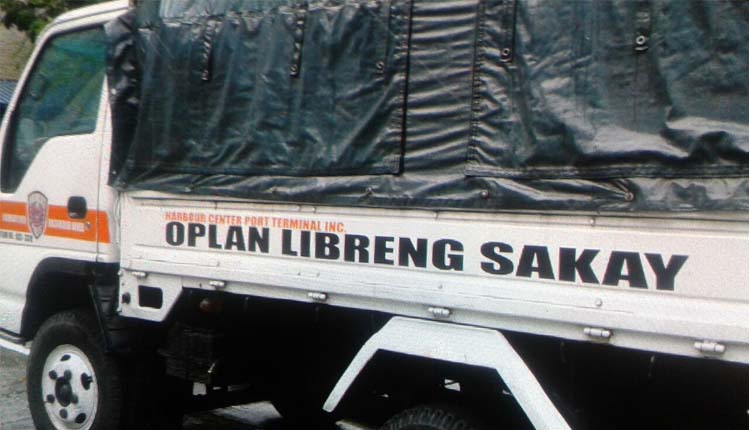 HARBOUR CENTER PORT TERMINAL INC.
OPLAN LIBRENG SAKAY